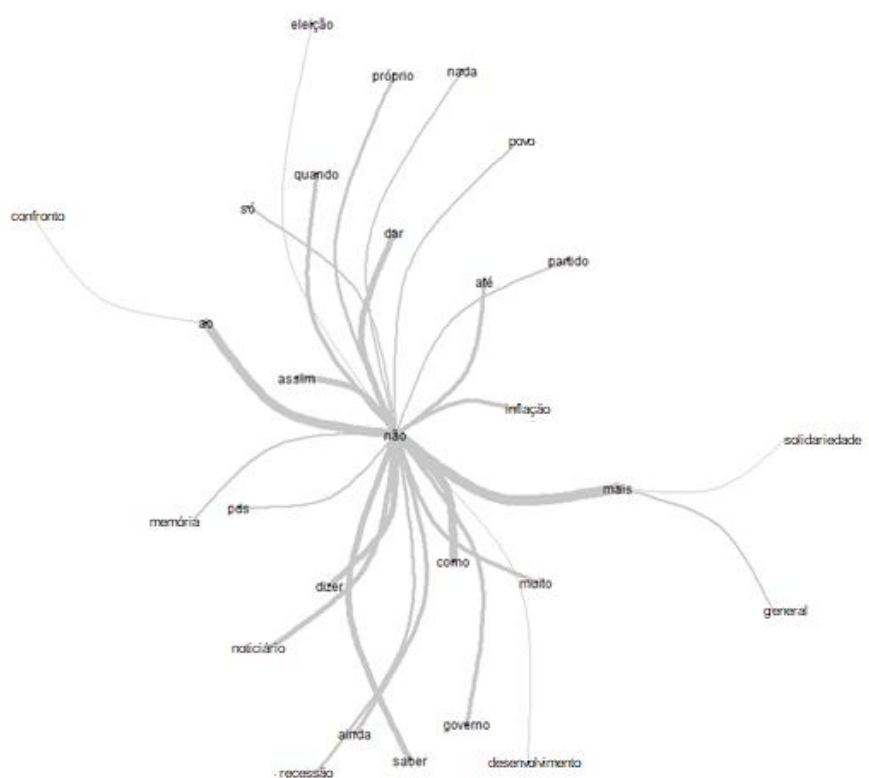 eleição
próprio
nada
povo
quando
só
confronto
dar
partido
até
ao
assim
inflação
não
solidariedade
mais
pds
memória
como
muito
dizer
general
noticiário
governo
ainda
saber
desenvolvimento
recessão